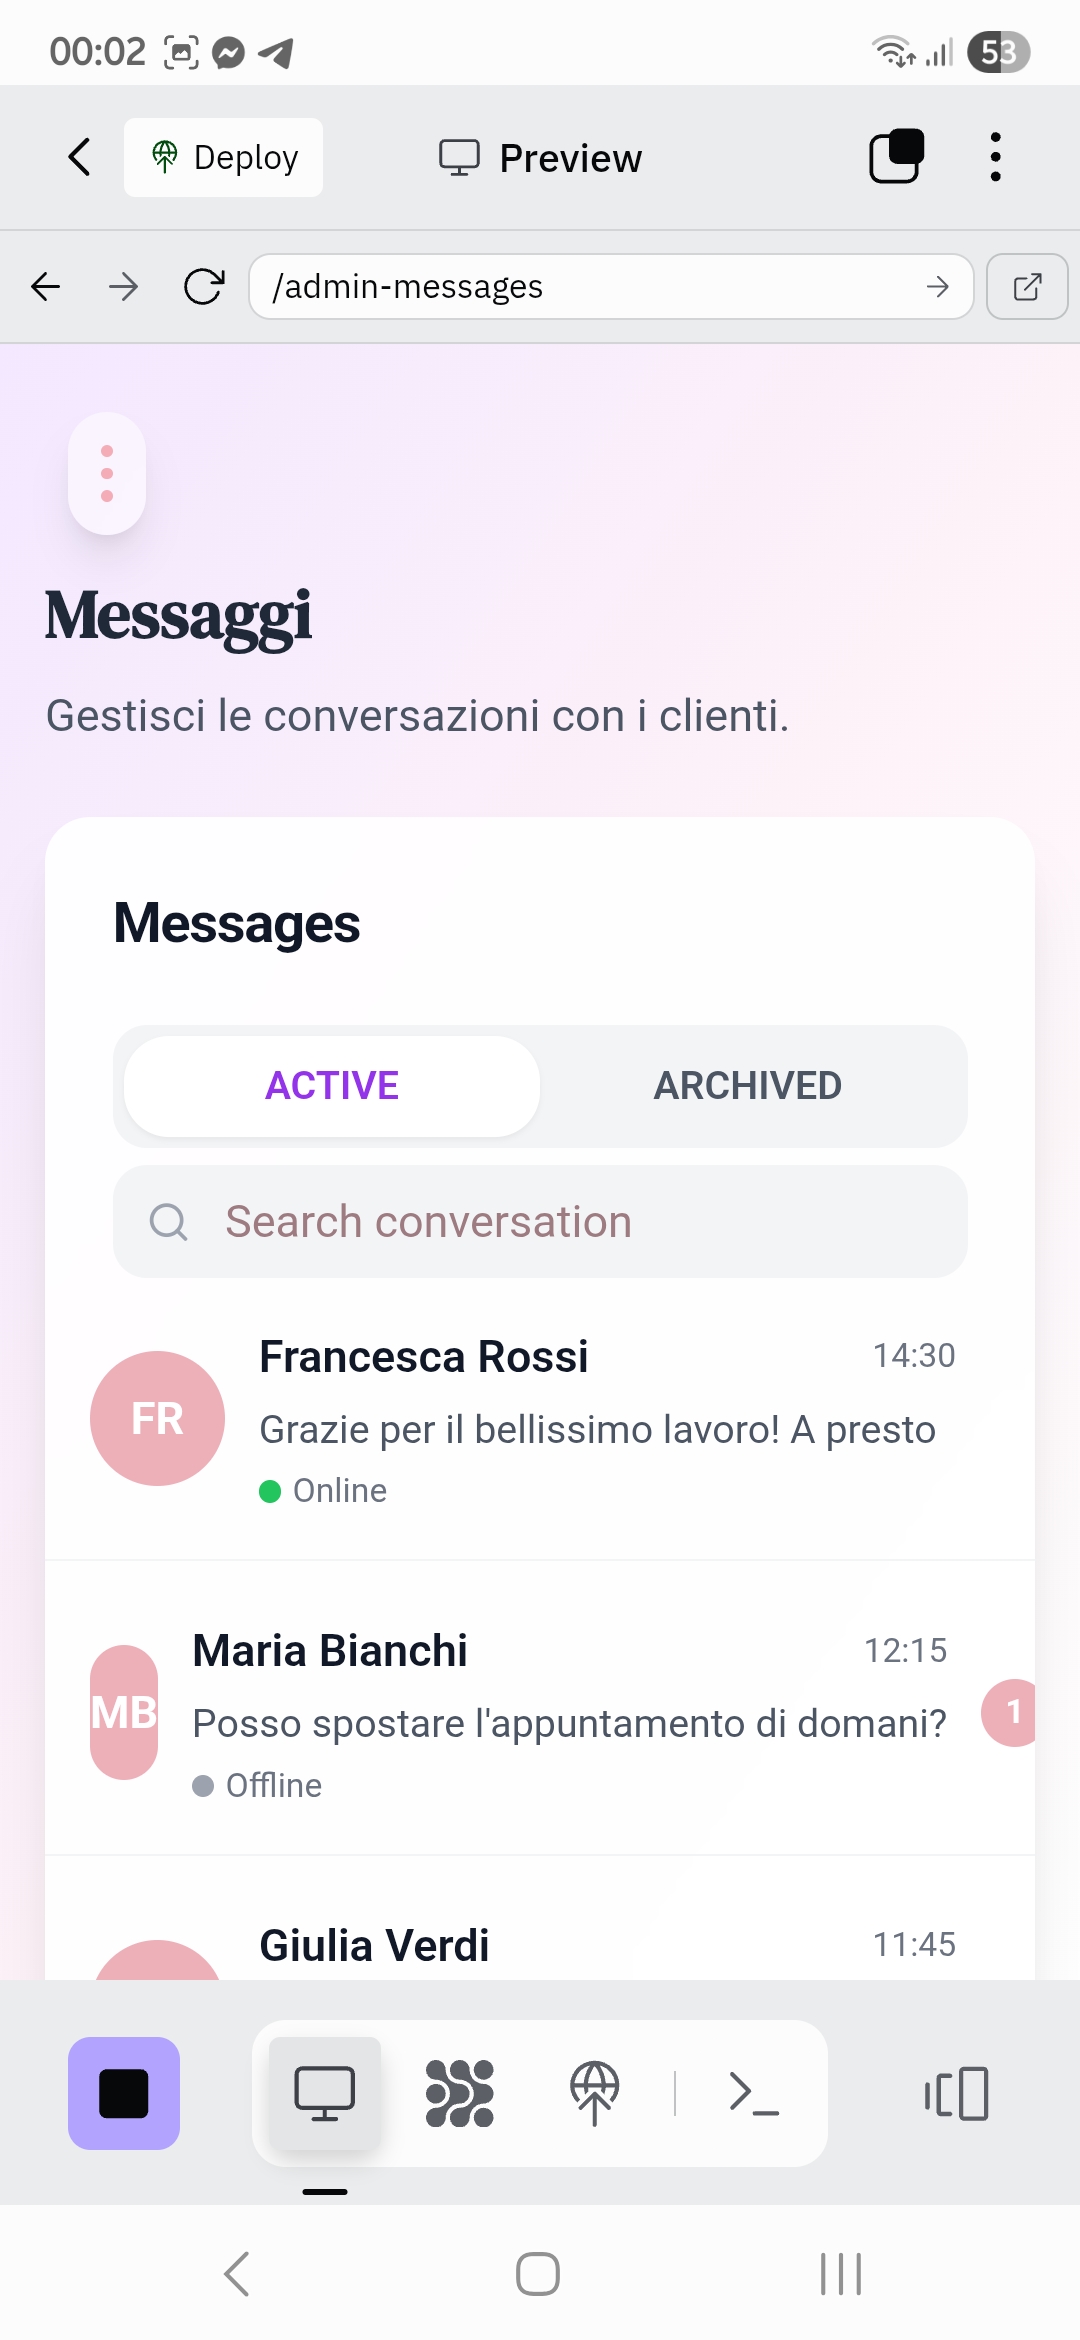 00:02
53
Deploy
Preview
/admin-messages
Messaggi
Gestisci le conversazioni con i clienti.
Messages
ACTIVE
ARCHIVED
Search conversation
Francesca Rossi
14:30
FR
Grazie per il bellissimo lavoro! A presto
Online
Maria Bianchi
12:15
MB
Posso spostare l'appuntamento di domani?
1
Offline
Giulia Verdi
11:45